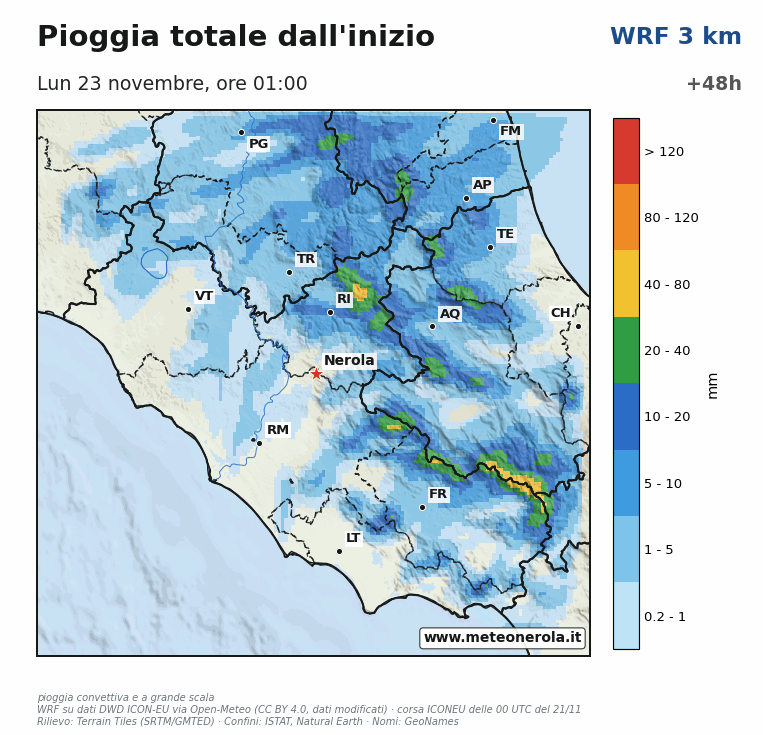 Pioggia totale dall'inizio
WRF 3 km
Lun 23 novembre, ore 01:00
+48h
PG
FM
AP
TE
TR
VT
RI
AQ
CH.
Nerola
RM
FR
LT
www.meteonerola.it
> 120
80 - 120
40 - 80
20 - 40
10 - 20
5 - 10
1 - 5
0.2 - 1
mm
pioggia convettiva e a grande scala
WRF su dati DWD ICON-EU via Open-Meteo (CC BY 4.0, dati modificati) · corsa ICONEU delle 00 UTC del 21/11
Rilievo: Terrain Tiles (SRTM/GMTED) · Confini: ISTAT, Natural Earth · Nomi: GeoNames